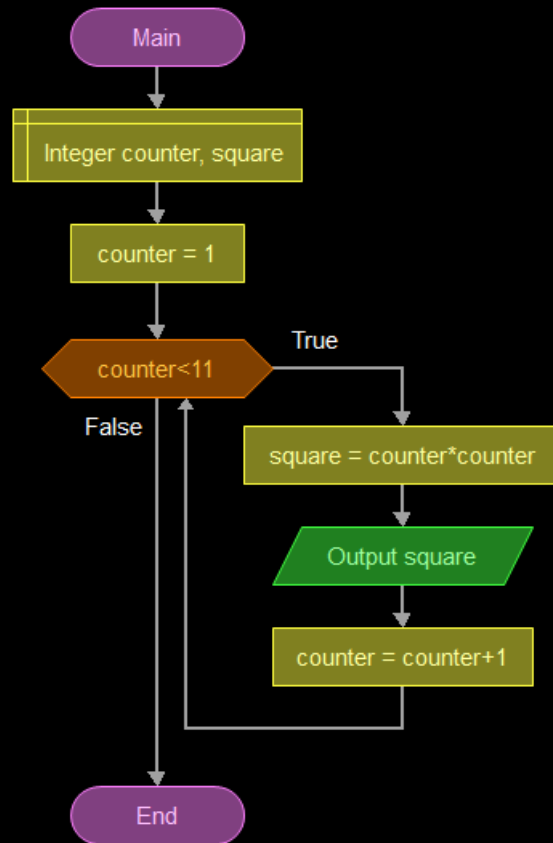 Main
Integer counter, square
counter = 1
counter<11
True
False
square = counter*counter
Output square
counter = counter+1
End